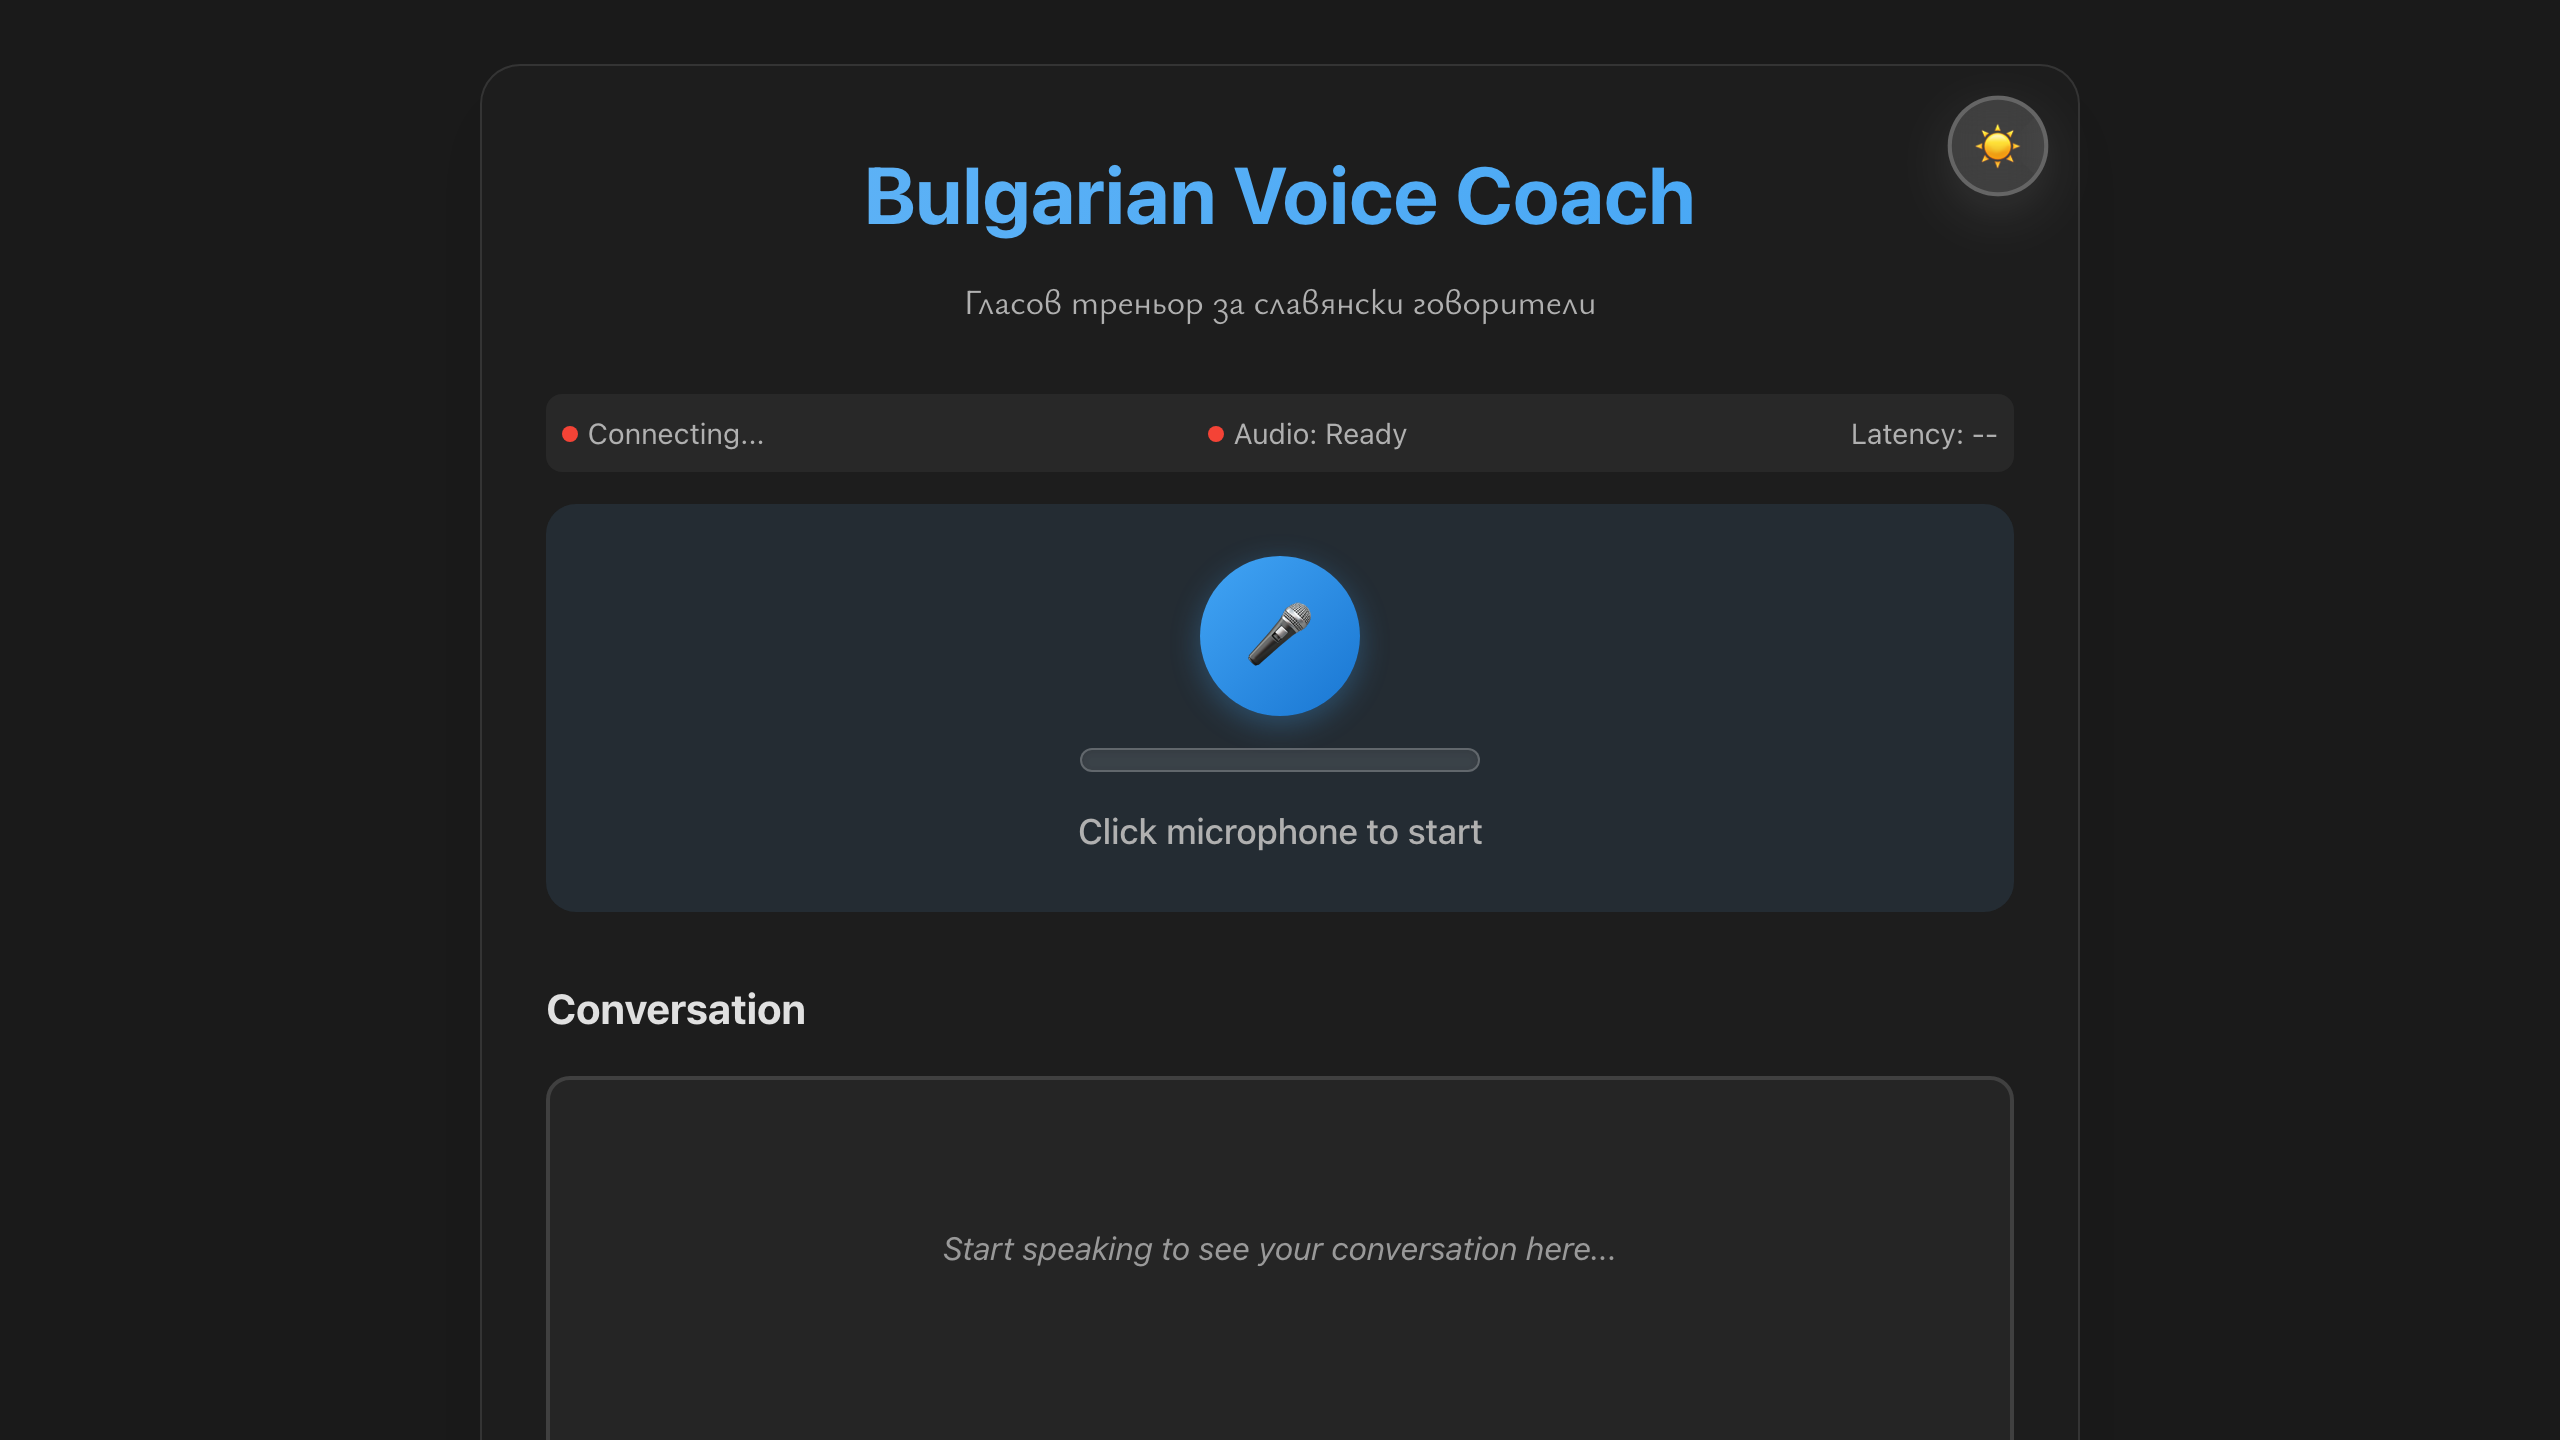 Bulgarian Voice Coach
Гласов треньор за славянски говорители
Connecting...
Audio: Ready
Latency: --
Click microphone to start
Conversation
Start speaking to see your conversation here...